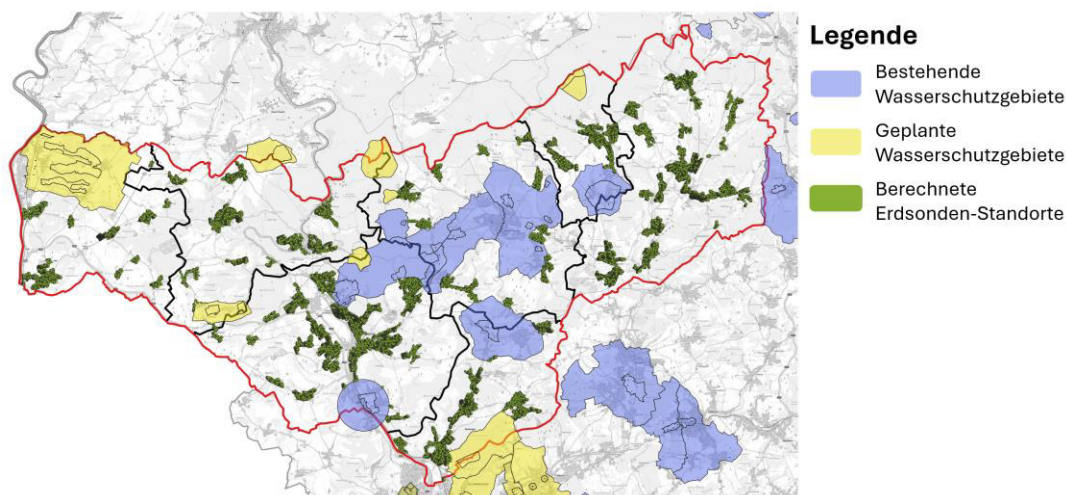 Legende
Bestehende
Wasserschutzgebiete
Geplante
Wasserschutzgebiete
Berechnete
Erdsonden-Standorte